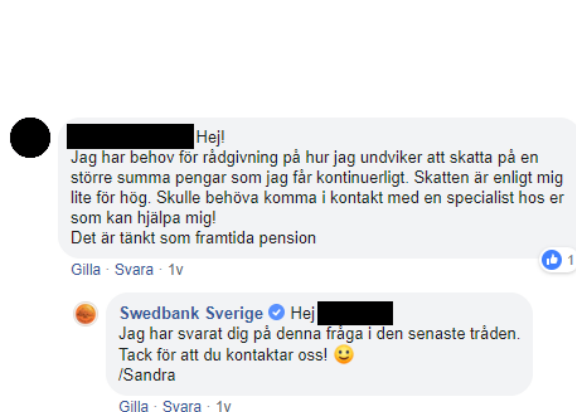 Hej!
Jag har behov för rådgivning på hur jag undviker att skatta på en
större summa pengar som jag får kontinuerligt. Skatten är enligt mig
lite för hög. Skulle behöva komma i kontakt med en specialist hos er
som kan hjälpa mig!
Det är tänkt som framtida pension
1
Gilla · Svara · 1v
Swedbank Sverige Hej
Jag har svarat dig på denna fråga i den senaste tråden.
Tack för att du kontaktar oss! 🙂
/Sandra
Gilla · Svara · 1v